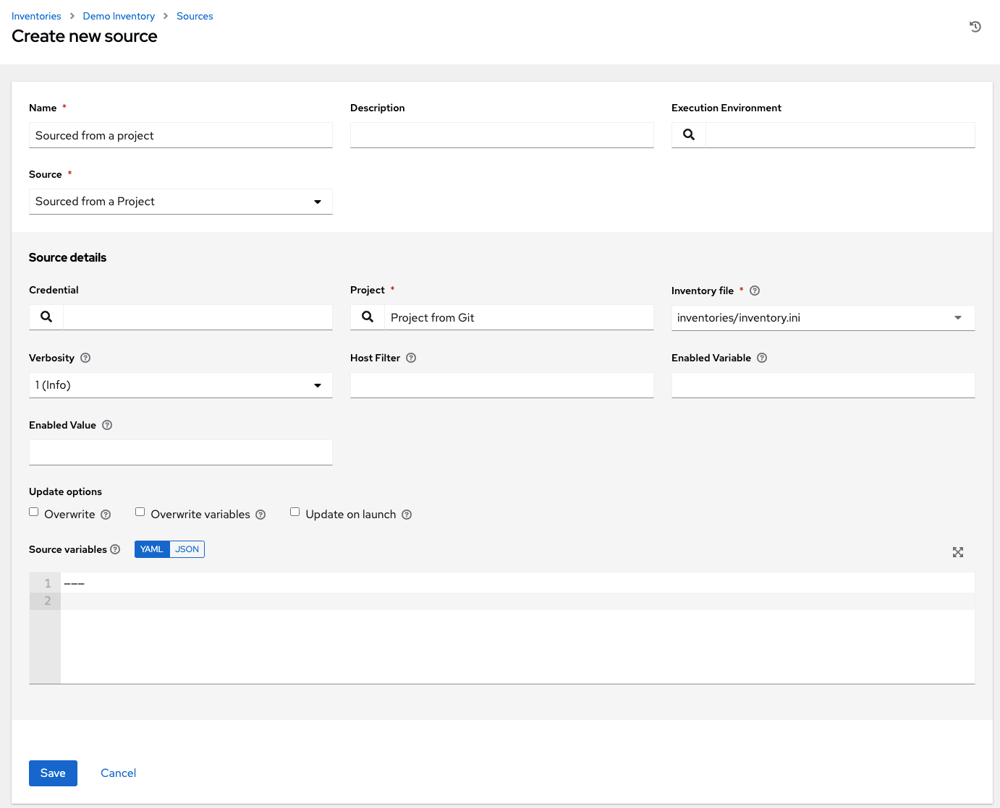 Inventories > Demo Inventory > Sources
Create new source
Name *
Description
Execution Environment
Sourced from a project
Source *
Sourced from a Project
Source details
Credential
Project *
Inventory file *
Project from Git
inventories/inventory.ini
Verbosity
Host Filter
Enabled Variable
1 (Info)
Enabled Value
Update options
Overwrite
Overwrite variables
Update on launch
Source variables
YAML JSON
1 ---
2
Save
Cancel